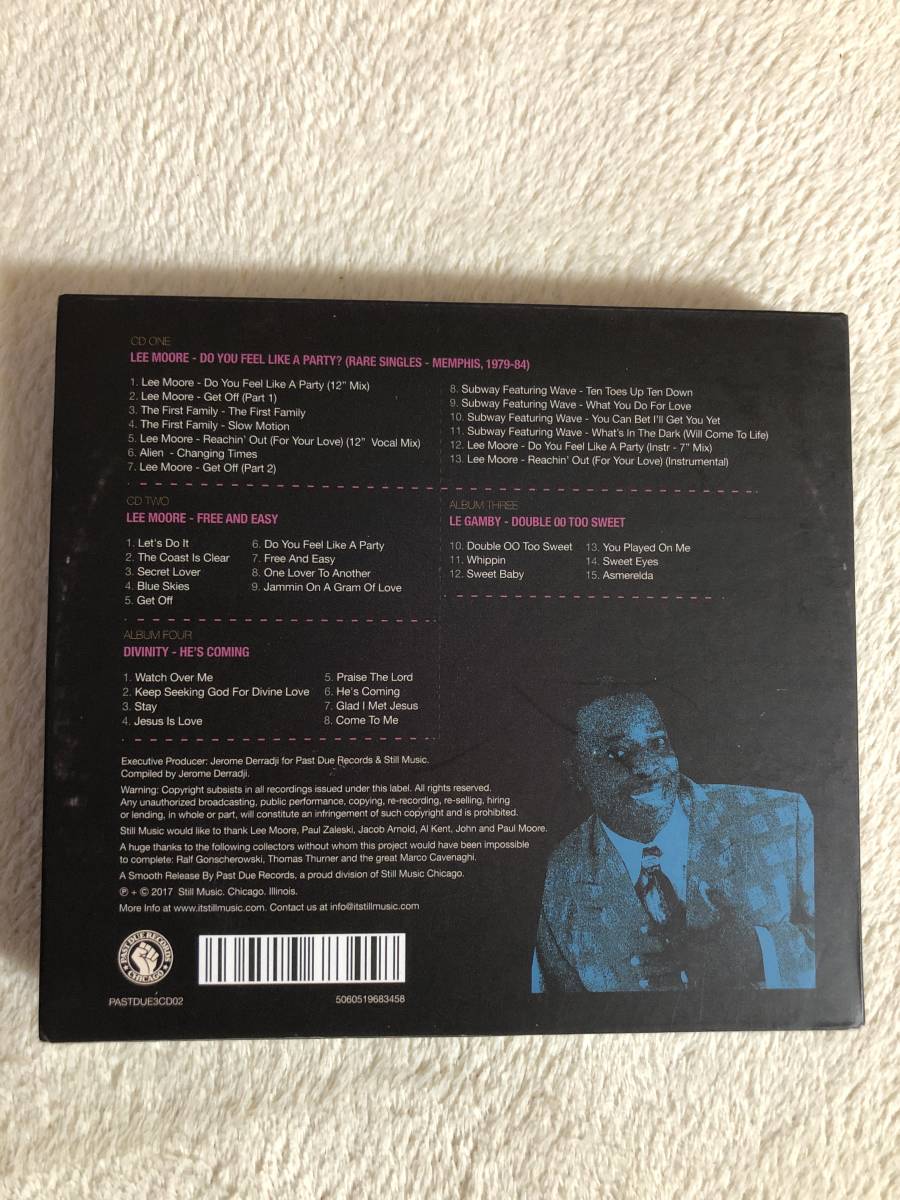 CD ONE
LEE MOORE - DO YOU FEEL LIKE A PARTY? (RARE SINGLES - MEMPHIS, 1979-84)
1. Lee Moore - Do You Feel Like A Party (12” Mix)
2. Lee Moore - Get Off (Part 1)
3. The First Family - The First Family
4. The First Family - Slow Motion
5. Lee Moore - Reachin’ Out (For Your Love) (12” Vocal Mix)
6. Alien - Changing Times
7. Lee Moore - Get Off (Part 2)
8. Subway Featuring Wave - Ten Toes Up Ten Down
9. Subway Featuring Wave - What You Do For Love
10. Subway Featuring Wave - You Can Bet I’ll Get You Yet
11. Subway Featuring Wave - What’s In The Dark (Will Come To Life)
12. Lee Moore - Do You Feel Like A Party (Instr - 7” Mix)
13. Lee Moore - Reachin’ Out (For Your Love) (Instrumental)
CD TWO
LEE MOORE - FREE AND EASY
1. Let’s Do It
2. The Coast Is Clear
3. Secret Lover
4. Blue Skies
5. Get Off
6. Do You Feel Like A Party
7. Free And Easy
8. One Lover To Another
9. Jammin On A Gram Of Love
ALBUM THREE
LE GAMBY - DOUBLE 00 TOO SWEET
10. Double OO Too Sweet
11. Whippin
12. Sweet Baby
13. You Played On Me
14. Sweet Eyes
15. Asmerelda
ALBUM FOUR
DIVINITY - HE’S COMING
1. Watch Over Me
2. Keep Seeking God For Divine Love
3. Stay
4. Jesus Is Love
5. Praise The Lord
6. He’s Coming
7. Glad I Met Jesus
8. Come To Me
Executive Producer: Jerome Derradji for Past Due Records & Still Music.
Compiled by Jerome Derradji.
Warning: Copyright subsists in all recordings issued under this label. All rights reserved.
Any unauthorized broadcasting, public performance, copying, re-recording, re-selling, hiring
or lending, in whole or part, will constitute an infringement of such copyright and is prohibited.
Still Music would like to thank Lee Moore, Paul Zaleski, Jacob Arnold, Al Kent, John and Paul Moore.
A huge thanks to the following collectors without whom this project would have been impossible
to complete: Ralf Gonscherowski, Thomas Thurner and the great Marco Cavenaghi.
A Smooth Release By Past Due Records, a proud division of Still Music Chicago.
℗ + © 2017 Still Music. Chicago. Illinois.
More Info at www.itstillmusic.com. Contact us at info@itstillmusic.com
PAST DUE RECORDS
CHICAGO
PASTDUE3CD02
5060519683458